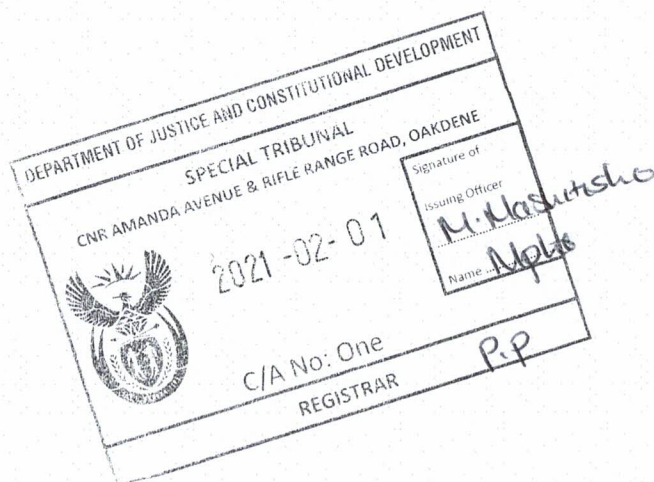 DEPARTMENT OF JUSTICE AND CONSTITUTIONAL DEVELOPMENT
SPECIAL TRIBUNAL
CNR AMANDA AVENUE & RIFLE RANGE ROAD, OAKDENE
2021-02-01
Signature of
Issuing Officer
Name
C/A No: One
REGISTRAR
P.P